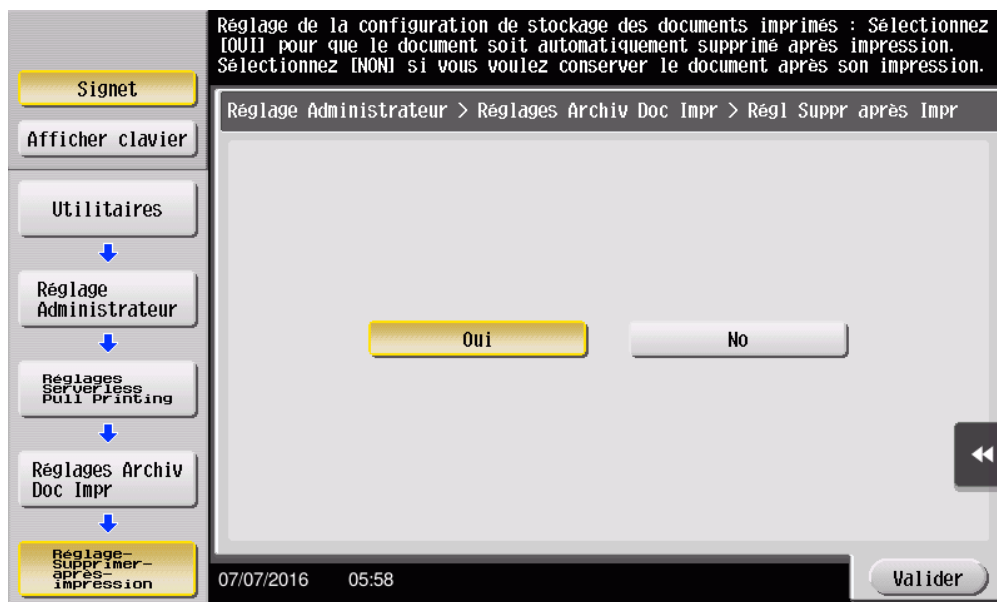 Réglage de la configuration de stockage des documents imprimés : Sélectionnez
[OUI] pour que le document soit automatiquement supprimé après impression.
Sélectionnez [NON] si vous voulez conserver le document après son impression.
Signet
Afficher clavier
Réglage Administrateur > Réglages Archiv Doc Impr > Régl Suppr après Impr
Utilitaires
Réglage
Administrateur
Réglages
Serverless
Pull Printing
Réglages Archiv
Doc Impr
Réglage-
Supprimer-
après-
impression
Oui
No
07/07/2016 05:58
Valider